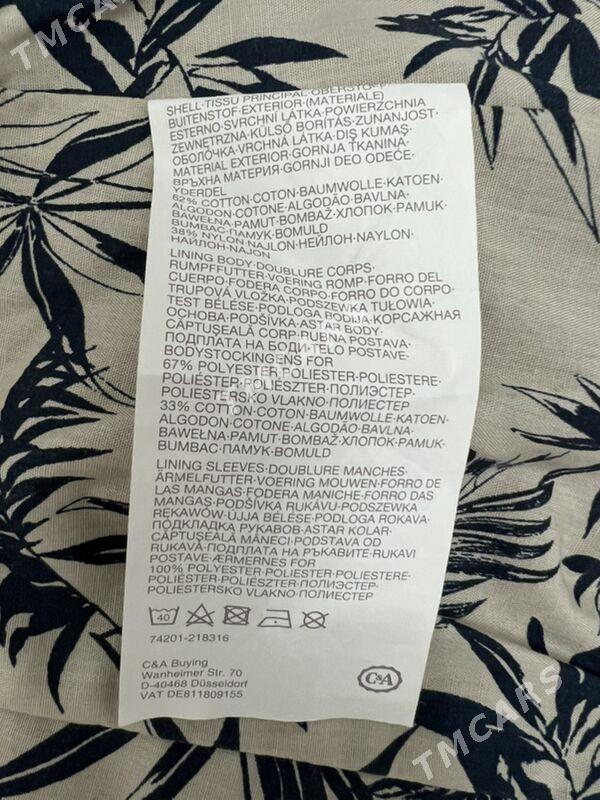 TMCARS
SHELL·TISSU PRINCIPAL·OBERSTOFF·
BUITENSTOF·EXTERIOR·(MATERIALE)
ESTERNO·SVRCHNÍ LÁTKA·POWIERZCHNIA
ZEWNĘTRZNA·KÜLSŐ BORÍTÁS·ZUNANJOST·
ОБОЛОЧКА·VRCHNÁ LÁTKA·DIŞ KUMAŞ·
MATERIAL EXTERIOR·GORNJA TKANINA·
ВРЪХНА МАТЕРИЯ·GORNJI DEO ODEĆE·
YDERDEL
62% COTTON·COTON·BAUMWOLLE·KATOEN·
ALGODON·COTONE·ALGODÃO·BAVLNA·
BAWEŁNA·PAMUT·BOMBAŽ·ХЛОПОК·PAMUK·
BUMBAC·ПАМУК·BOMULD
38% NYLON·NAJLON·НЕЙЛОН·NAYLON·
НАЙЛОН·NAJON
LINING BODY·DOUBLURE CORPS·
RUMPFFUTTER·VOERING ROMP·FORRO DEL
CUERPO·FODERA CORPO·FORRO DO CORPO·
TRUPOVÁ VLOŽKA·PODSZEWKA TUŁOWIA·
TEST BÉLÉSE·PODLOGA BODIJA·КОРСАЖНАЯ
ОСНОВА·PODŠÍVKA·ASTAR BODY·
CĂPTUŞEALĂ CORP·RUBNA POSTAVA·
ПОДПЛАТА НА БОДИ·TELO POSTAVE·
BODYSTOCKINGENS FOR
67% POLYESTER·POLYESTER·POLIESTERE·
POLIÉSTER·POLIÉSZTER·ПОЛИЭСТЕР·
POLIESTERSKO VLAKNO·ПОЛИЕСТЕР
33% COTTON·COTON·BAUMWOLLE·KATOEN·
ALGODON·COTONE·ALGODÃO·BAVLNA·
BAWEŁNA·PAMUT·BOMBAŽ·ХЛОПОК·PAMUK·
BUMBAC·ПАМУК·BOMULD
LINING SLEEVES·DOUBLURE MANCHES·
ÄRMELFUTTER·VOERING MOUWEN·FORRO DE
LAS MANGAS·FODERA MANICHE·FORRO DAS
MANGAS·PODŠÍVKA RUKÁVU·PODSZEWKA
RĘKAWÓW·UJJA BÉLÉSE·PODLOGA ROKAVA·
ПОДКЛАДКА РУКАВОВ·ASTAR KOLAR·
CĂPTUŞEALĂ MÂNECI·PODSTAVA OD
RUKAVÁ·ПОДПЛАТА НА РЪКАВИТЕ·RUKAVI
POSTAVE·ÆRMERNES FOR
100% POLYESTER·POLIESTER·POLIESTERE·
POLIÉSTER·POLIÉSZTER·ПОЛИЭСТЕР·
POLIESTERSKO VLAKNO·ПОЛИЕСТЕР
40
74201-218316
C&A Buying
Wanheimer Str. 70
D-40468 Düsseldorf
VAT DE811809155
C&A
TMCARS